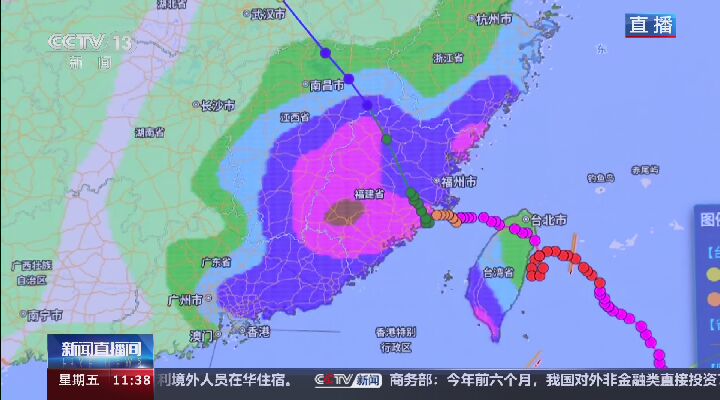 湖北省
武汉市
杭州市
CCTV 13
新闻
直播
东
浙江省
南昌市
长沙市
江西省
湖南省
钓鱼岛
赤尾屿
福州市
福建省
台北市
图例
广西壮族
自治区
广东省
台湾省
【台
广州市
南宁市
澳门
香港
香港特别
行政区
新闻直播间
星期五 11:38 利境外人员在华住宿。 CCTV 新闻 商务部：今年前六个月，我国对外非金融类直接投资